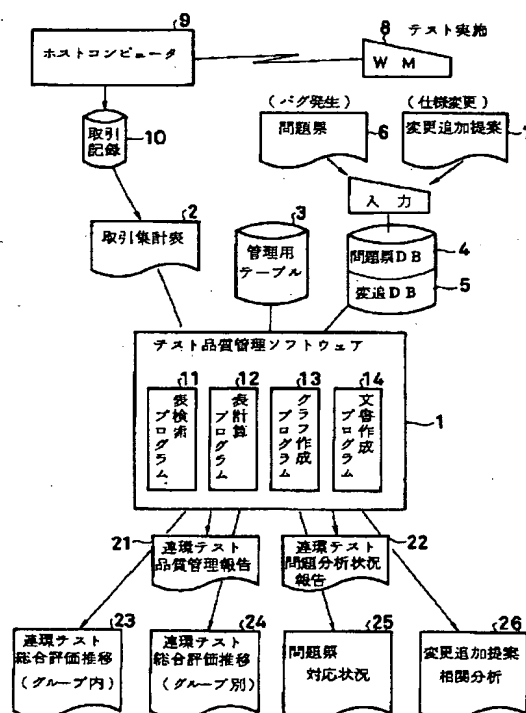 9
ホストコンピュータ
8
テスト実施
W M
取引
記録
10
(バグ発生)
問題票
6
(仕様変更)
変更追加提案
入力
2
取引集計表
3
管理用
テーブル
問題票DB
4
変追DB
5
テスト品質管理ソフトウェア
11
表検索プログラム
12
表計算プログラム
13
グラフ作成プログラム
14
文書作成プログラム
1
21
連環テスト
品質管理報告
22
連環テスト
問題分析状況
報告
23
連環テスト
総合評価推移
(グループ内)
24
連環テスト
総合評価推移
(グループ別)
25
問題票
対応状況
26
変更追加提案
相関分析